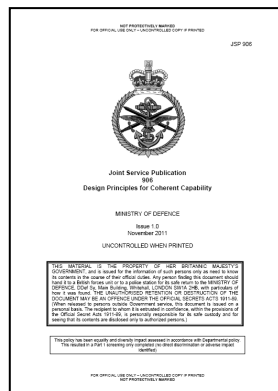 NOT PROTECTIVELY MARKED
FOR OFFICIAL USE ONLY – UNCONTROLLED COPY IF PRINTED
JSP 906
Joint Service Publication
906
Design Principles for Coherent Capability
MINISTRY OF DEFENCE
Issue 1.0
November 2011
UNCONTROLLED WHEN PRINTED
THIS MATERIAL IS THE PROPERTY OF HER BRITANNIC MAJESTY'S
GOVERNMENT, and is issued for the information of such persons only as need to know
its contents in the course of their official duties. Any person finding this document should
hand it to a British forces unit or to a police station for its safe return to the MINISTRY OF
DEFENCE, DDef Sy, Main Building, Whitehall, LONDON SW1A 2HB, with particulars of
how it was found. THE UNAUTHORISED RETENTION OR DESTRUCTION OF THE
DOCUMENT MAY BE AN OFFENCE UNDER THE OFFICIAL SECRETS ACTS 1911-89.
(When released to persons outside Government service, this document is issued on a
personal basis. The recipient to whom it is entrusted in confidence, within the provisions of
the Official Secrets Acts 1911-89, is personally responsible for its safe custody and for
seeing that its contents are disclosed only to authorized persons.)
This policy has been equality and diversity impact assessed in accordance with Departmental policy.
This resulted in a Part 1 screening only completed (no direct discrimination or adverse impact
identified).
FOR OFFICIAL USE ONLY – UNCONTROLLED COPY IF PRINTED
NOT PROTECTIVELY MARKED